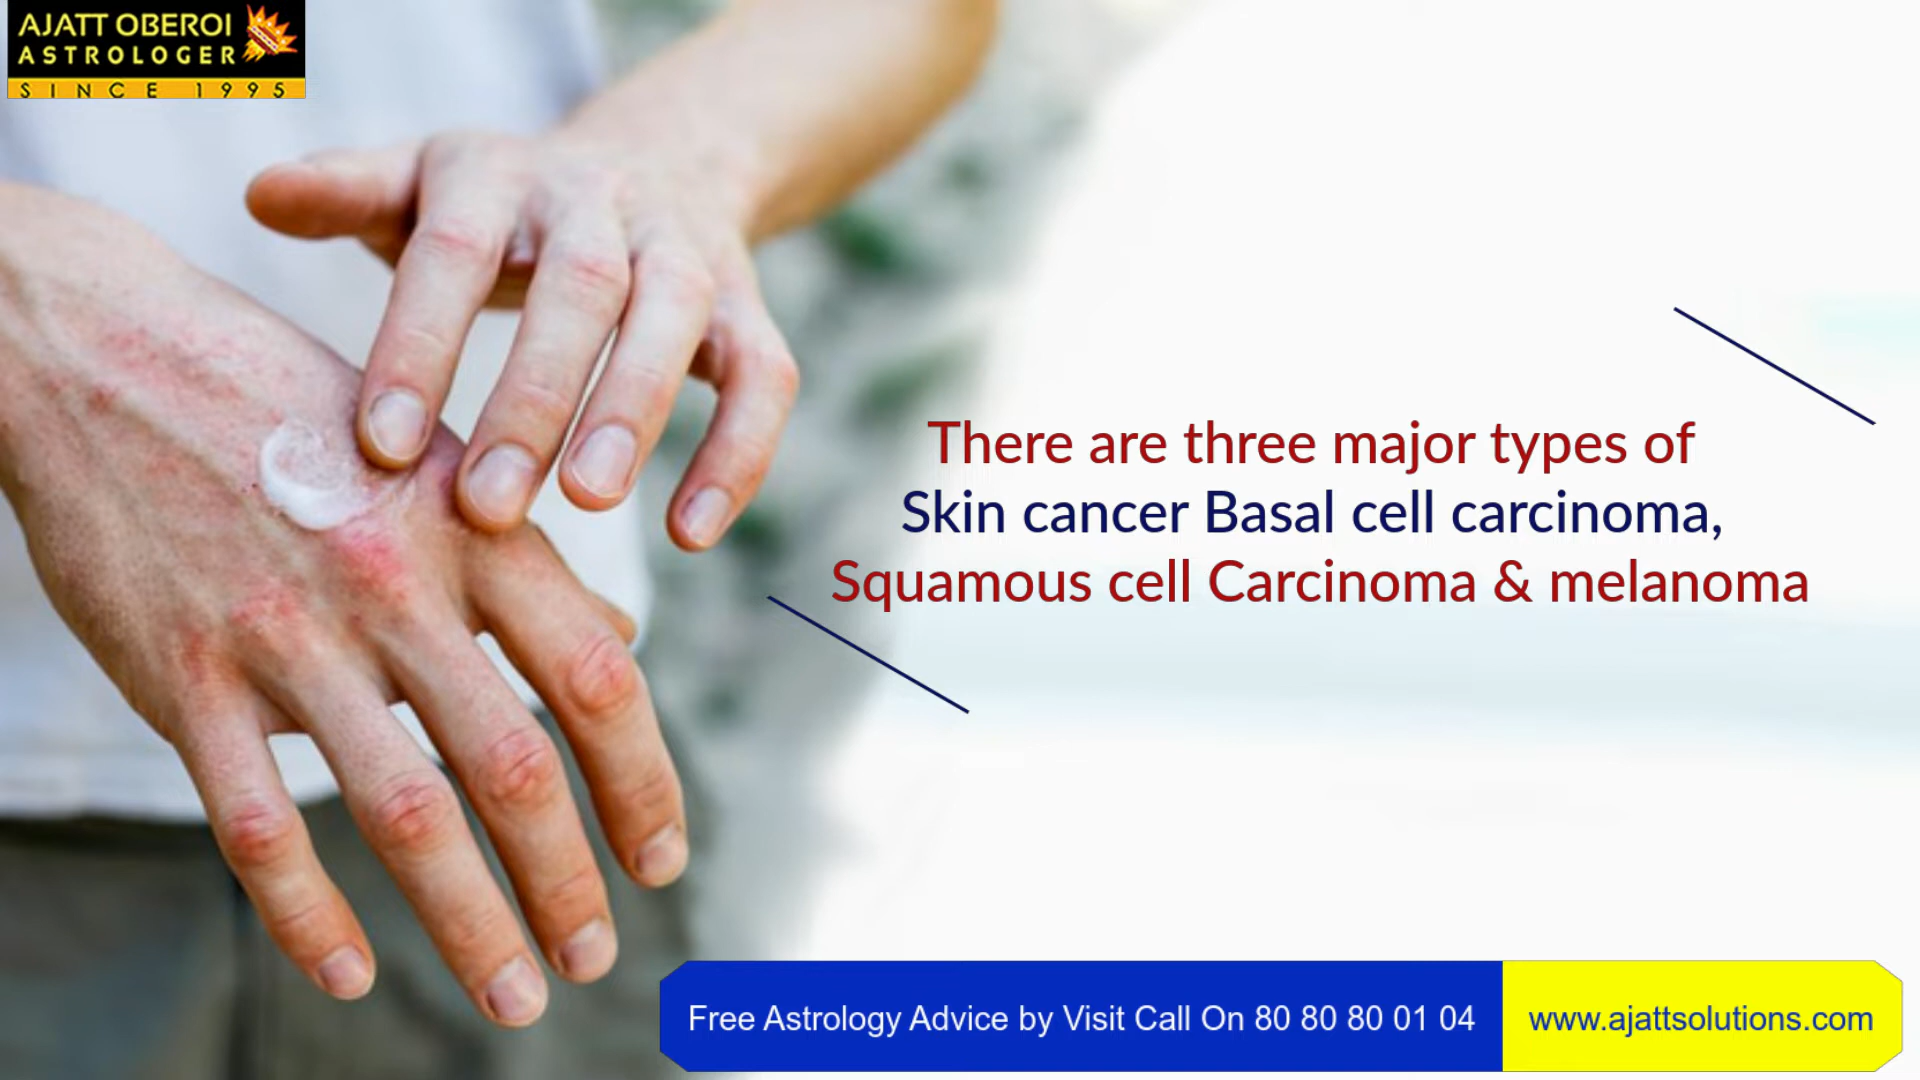 AJATT OBEROI
ASTROLOGER
SINCE 1995
There are three major types of
Skin cancer Basal cell carcinoma,
Squamous cell Carcinoma & melanoma
Free Astrology Advice by Visit Call On 80 80 80 01 04
www.ajattsolutions.com